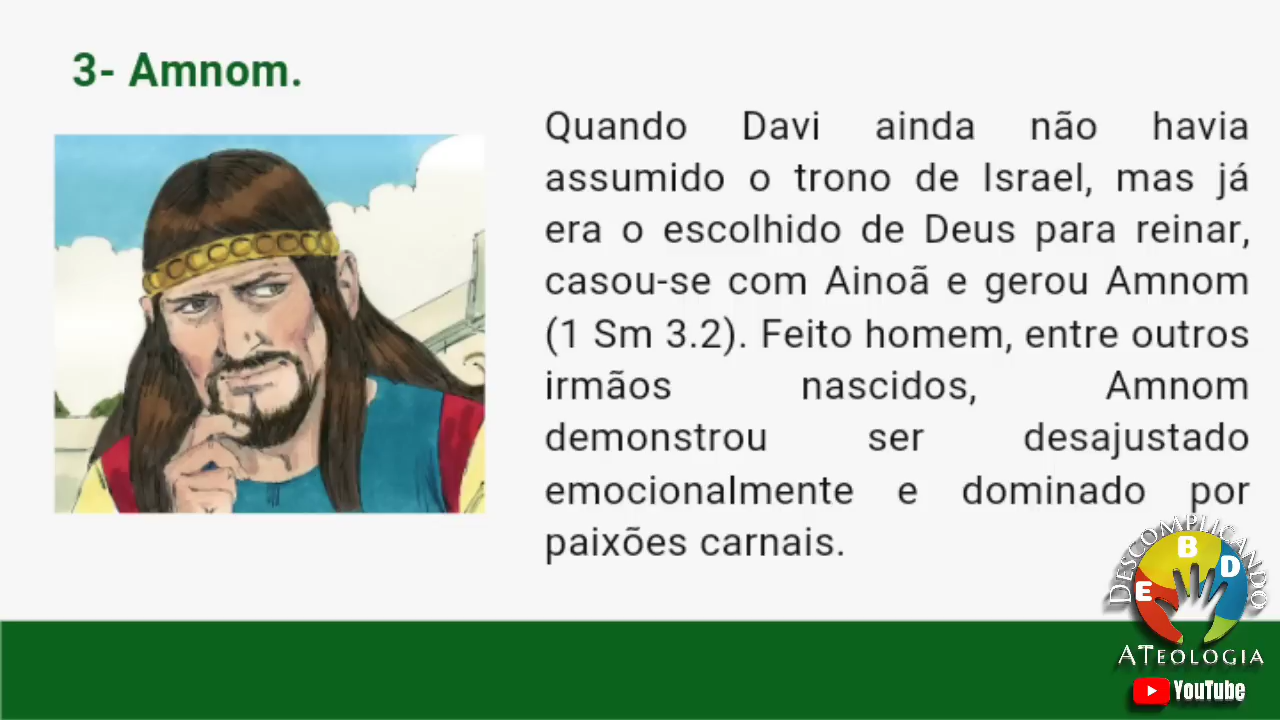 3- Amnom.
Quando Davi ainda não havia
assumido o trono de Israel, mas já
era o escolhido de Deus para reinar,
casou-se com Ainoã e gerou Amnom
(1 Sm 3.2). Feito homem, entre outros
irmãos nascidos, Amnom
demonstrou ser desajustado
emocionalmente e dominado por
paixões carnais.
DESCOMPLICANDO
E B D
ATEOLOGIA
YouTube